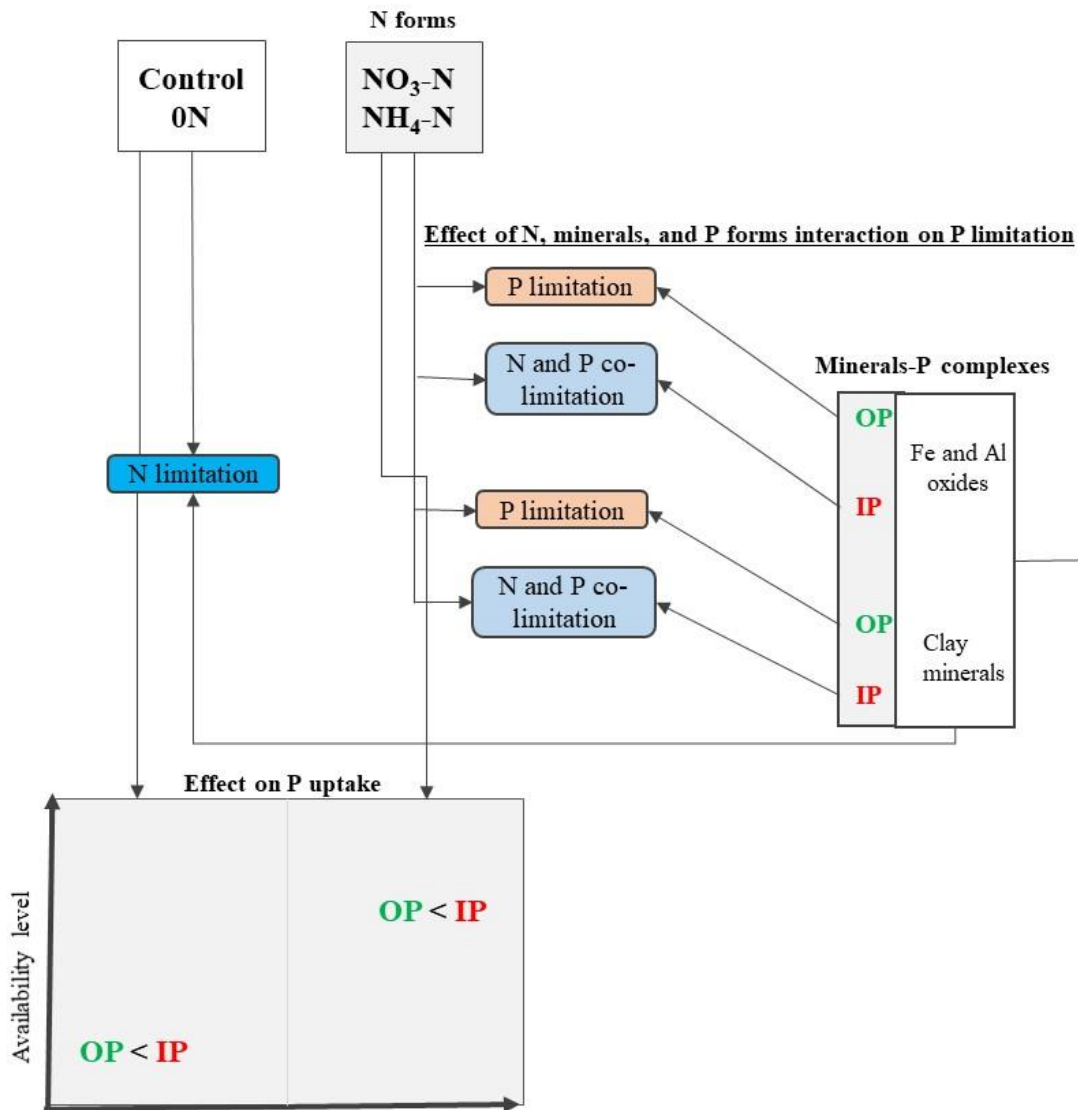 N forms
Control
0N
NO₃-N
NH₄-N
Effect of N, minerals, and P forms interaction on P limitation
P limitation
N and P co-
limitation
Minerals-P complexes
OP
Fe and Al
oxides
IP
N limitation
P limitation
N and P co-
limitation
OP
Clay
minerals
IP
Effect on P uptake
Availability level
OP < IP
OP < IP